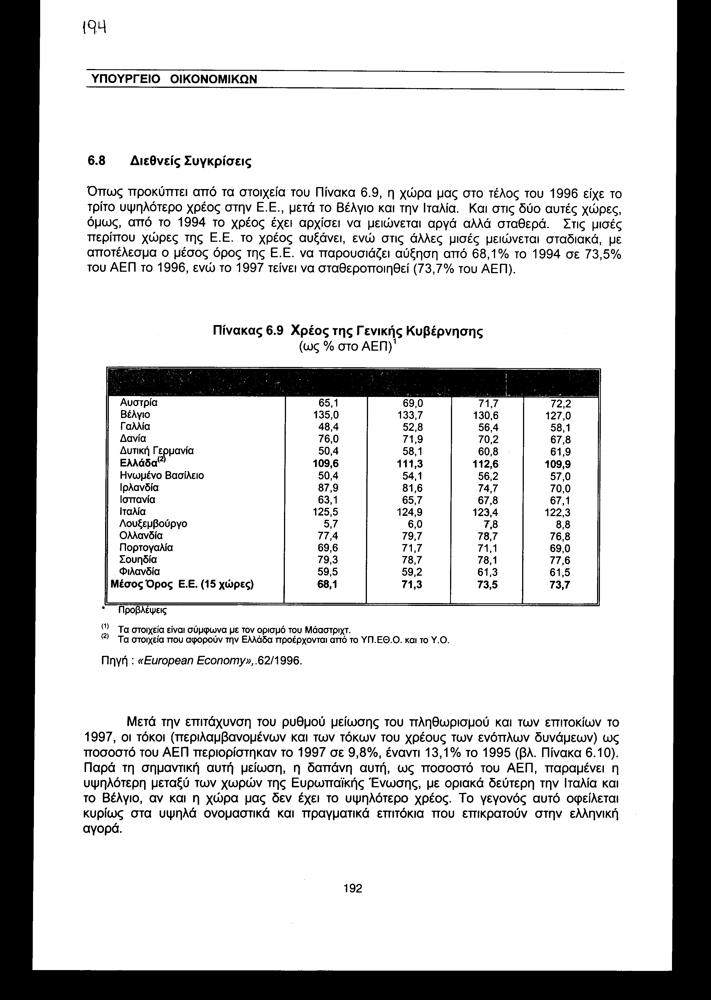 194
ΥΠΟΥΡΓΕΙΟ ΟΙΚΟΝΟΜΙΚΩΝ
6.8 Διεθνείς Συγκρίσεις
Όπως προκύπτει από τα στοιχεία του Πίνακα 6.9, η χώρα μας στο τέλος του 1996 είχε το
τρίτο υψηλότερο χρέος στην Ε.Ε., μετά το Βέλγιο και την Ιταλία. Και στις δύο αυτές χώρες,
όμως, από το 1994 το χρέος έχει αρχίσει να μειώνεται αργά αλλά σταθερά. Στις μισές
περίπου χώρες της Ε.Ε. το χρέος αυξάνει, ενώ στις άλλες μισές μειώνεται σταδιακά, με
αποτέλεσμα ο μέσος όρος της Ε.Ε. να παρουσιάζει αύξηση από 68,1% το 1994 σε 73,5%
του ΑΕΠ το 1996, ενώ το 1997 τείνει να σταθεροποιηθεί (73,7% του ΑΕΠ).
Πίνακας 6.9 Χρέος της Γενικής Κυβέρνησης
(ως % στο ΑΕΠ)¹
Αυστρία 65,1 69,0 71,7 72,2
Βέλγιο 135,0 133,7 130,6 127,0
Γαλλία 48,4 52,8 56,4 58,1
Δανία 76,0 71,9 70,2 67,8
Δυτική Γερμανία 50,4 58,1 60,8 61,9
Ελλάδα⁽²⁾ 109,6 111,3 112,6 109,9
Ηνωμένο Βασίλειο 50,4 54,1 56,2 57,0
Ιρλανδία 87,9 81,6 74,7 70,0
Ισπανία 63,1 65,7 67,8 67,1
Ιταλία 125,5 124,9 123,4 122,3
Λουξεμβούργο 5,7 6,0 7,8 8,8
Ολλανδία 77,4 79,7 78,7 76,8
Πορτογαλία 69,6 71,7 71,1 69,0
Σουηδία 79,3 78,7 78,1 77,6
Φιλανδία 59,5 59,2 61,3 61,5
Μέσος Όρος Ε.Ε. (15 χώρες) 68,1 71,3 73,5 73,7
* Προβλέψεις
(1) Τα στοιχεία είναι σύμφωνα με τον ορισμό του Μάαστριχτ.
(2) Τα στοιχεία που αφορούν την Ελλάδα προέρχονται από το ΥΠ.ΕΘ.Ο. και το Υ.Ο.
Πηγή : «European Economy»,.62/1996.
Μετά την επιτάχυνση του ρυθμού μείωσης του πληθωρισμού και των επιτοκίων το
1997, οι τόκοι (περιλαμβανομένων και των τόκων του χρέους των ενόπλων δυνάμεων) ως
ποσοστό του ΑΕΠ περιορίστηκαν το 1997 σε 9,8%, έναντι 13,1% το 1995 (βλ. Πίνακα 6.10).
Παρά τη σημαντική αυτή μείωση, η δαπάνη αυτή, ως ποσοστό του ΑΕΠ, παραμένει η
υψηλότερη μεταξύ των χωρών της Ευρωπαϊκής Ένωσης, με οριακά δεύτερη την Ιταλία και
το Βέλγιο, αν και η χώρα μας δεν έχει το υψηλότερο χρέος. Το γεγονός αυτό οφείλεται
κυρίως στα υψηλά ονομαστικά και πραγματικά επιτόκια που επικρατούν στην ελληνική
αγορά.
192